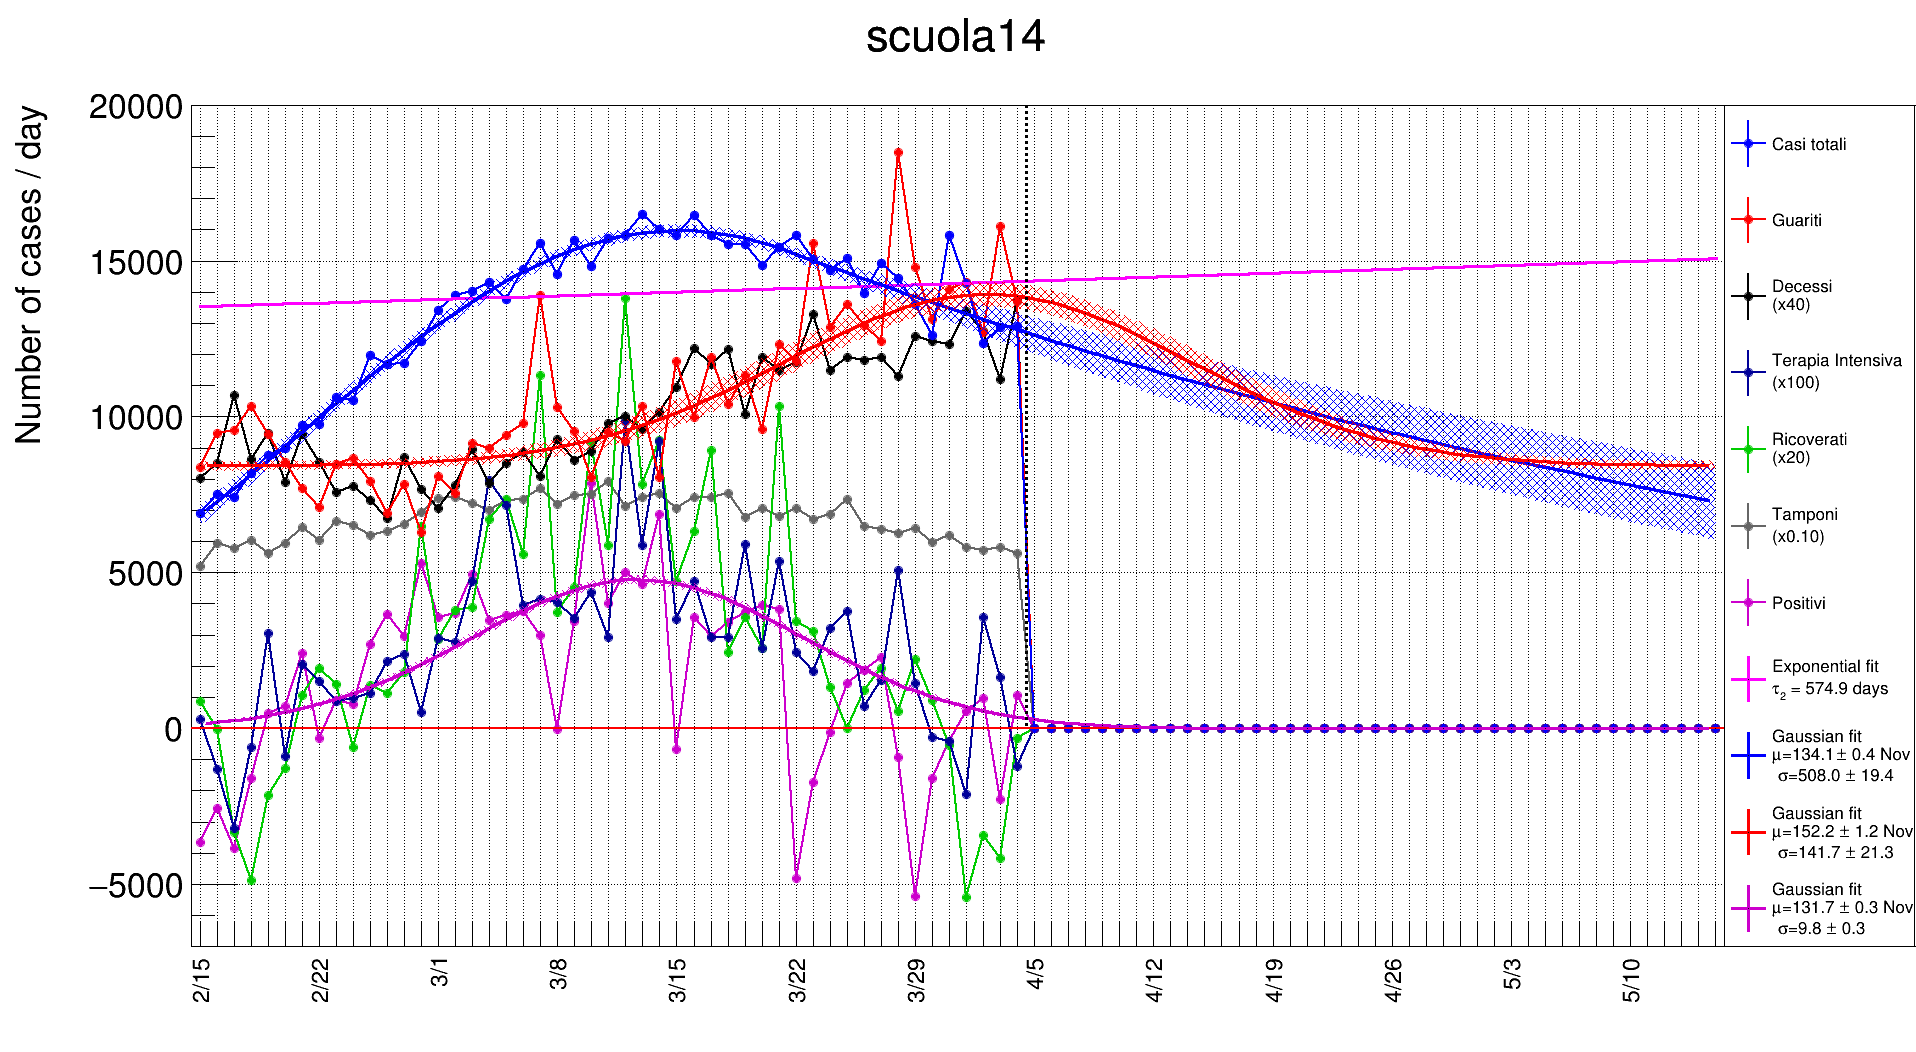 scuola14
Number of cases / day
20000
15000
10000
5000
0
−5000
2/15
2/22
3/1
3/8
3/15
3/22
3/29
4/5
4/12
4/19
4/26
5/3
5/10
Casi totali
Guariti
Decessi
(x40)
Terapia Intensiva
(x100)
Ricoverati
(x20)
Tamponi
(x0.10)
Positivi
Exponential fit
τ₂ = 574.9 days
Gaussian fit
μ=134.1 ± 0.4 Nov
σ=508.0 ± 19.4
Gaussian fit
μ=152.2 ± 1.2 Nov
σ=141.7 ± 21.3
Gaussian fit
μ=131.7 ± 0.3 Nov
σ=9.8 ± 0.3